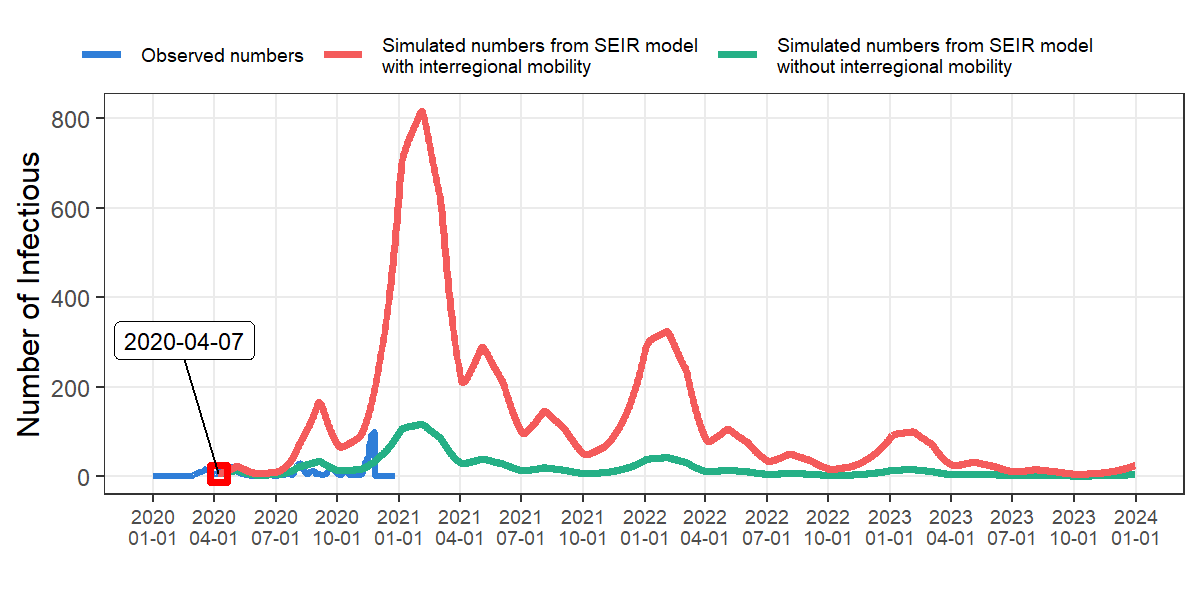 Observed numbers
Simulated numbers from SEIR model
with interregional mobility
Simulated numbers from SEIR model
without interregional mobility
Number of Infectious
800
600
400
200
0
2020-04-07
2020 2020 2020 2020 2021 2021 2021 2021 2022 2022 2022 2022 2023 2023 2023 2023 2024
01-01 04-01 07-01 10-01 01-01 04-01 07-01 10-01 01-01 04-01 07-01 10-01 01-01 04-01 07-01 10-01 01-01